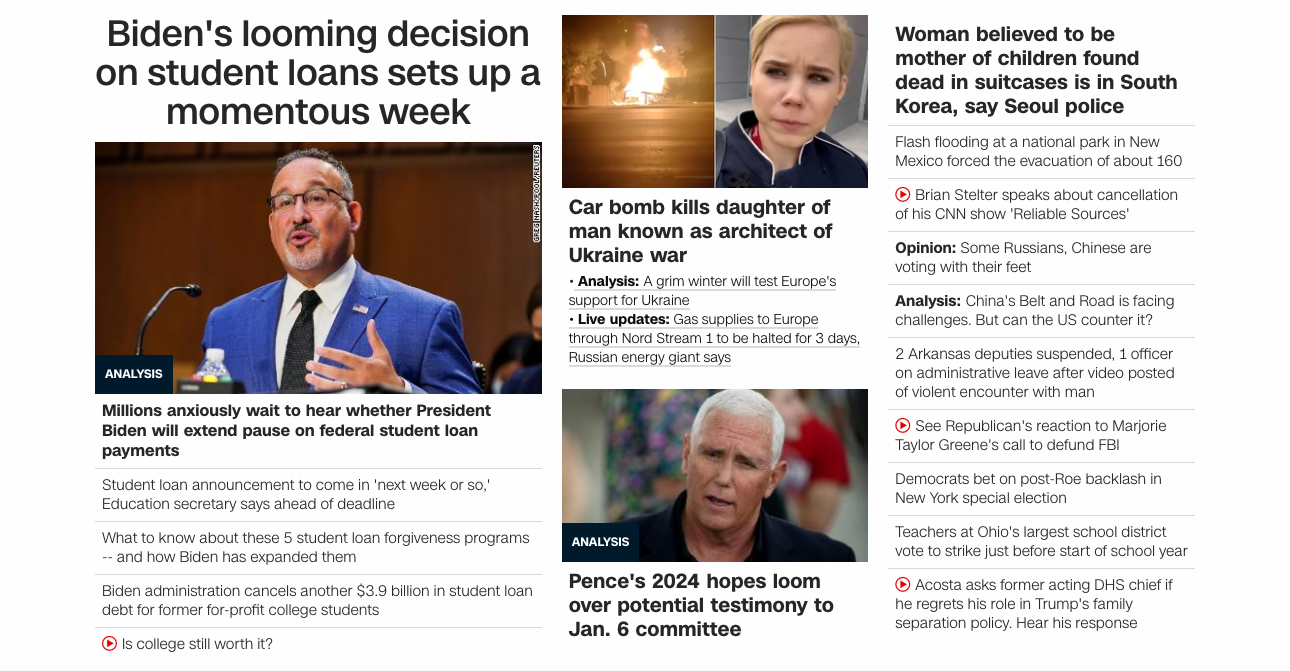 Biden's looming decision
on student loans sets up a
momentous week
GREG NASH/POOL/REUTERS
ANALYSIS
Millions anxiously wait to hear whether President
Biden will extend pause on federal student loan
payments
Student loan announcement to come in 'next week or so,'
Education secretary says ahead of deadline
What to know about these 5 student loan forgiveness programs
-- and how Biden has expanded them
Biden administration cancels another $3.9 billion in student loan
debt for former for-profit college students
Is college still worth it?
Car bomb kills daughter of
man known as architect of
Ukraine war
• Analysis: A grim winter will test Europe's
support for Ukraine
• Live updates: Gas supplies to Europe
through Nord Stream 1 to be halted for 3 days,
Russian energy giant says
ANALYSIS
Pence's 2024 hopes loom
over potential testimony to
Jan. 6 committee
Woman believed to be
mother of children found
dead in suitcases is in South
Korea, say Seoul police
Flash flooding at a national park in New
Mexico forced the evacuation of about 160
Brian Stelter speaks about cancellation
of his CNN show 'Reliable Sources'
Opinion: Some Russians, Chinese are
voting with their feet
Analysis: China's Belt and Road is facing
challenges. But can the US counter it?
2 Arkansas deputies suspended, 1 officer
on administrative leave after video posted
of violent encounter with man
See Republican's reaction to Marjorie
Taylor Greene's call to defund FBI
Democrats bet on post-Roe backlash in
New York special election
Teachers at Ohio's largest school district
vote to strike just before start of school year
Acosta asks former acting DHS chief if
he regrets his role in Trump's family
separation policy. Hear his response